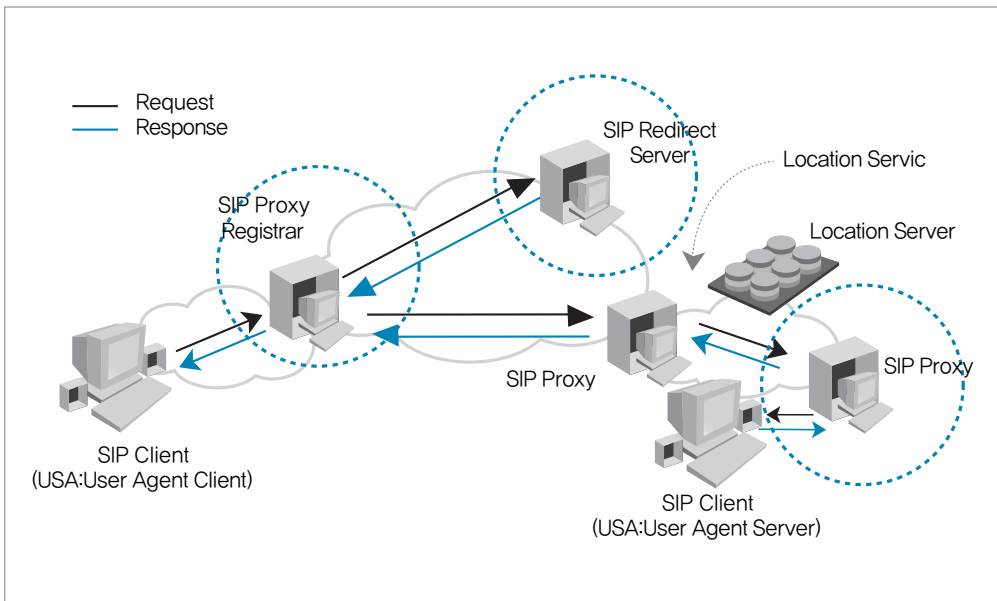 Request
Response
SIP Redirect
Server
Location Servic
SIP Proxy
Registrar
Location Server
SIP Proxy
SIP Proxy
SIP Client
(USA:User Agent Client)
SIP Client
(USA:User Agent Server)